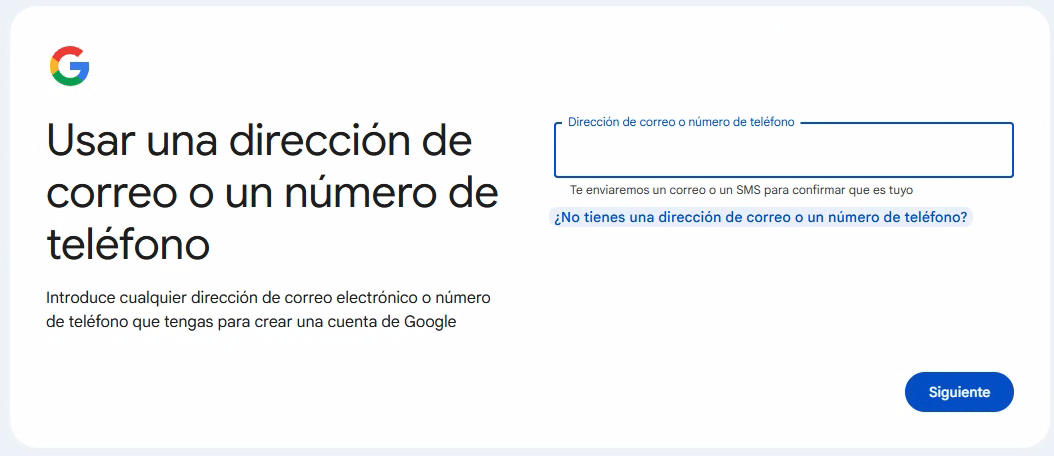 Usar una dirección de
correo o un número de
teléfono
Introduce cualquier dirección de correo electrónico o número
de teléfono que tengas para crear una cuenta de Google
Dirección de correo o número de teléfono
Te enviaremos un correo o un SMS para confirmar que es tuyo
¿No tienes una dirección de correo o un número de teléfono?
Siguiente